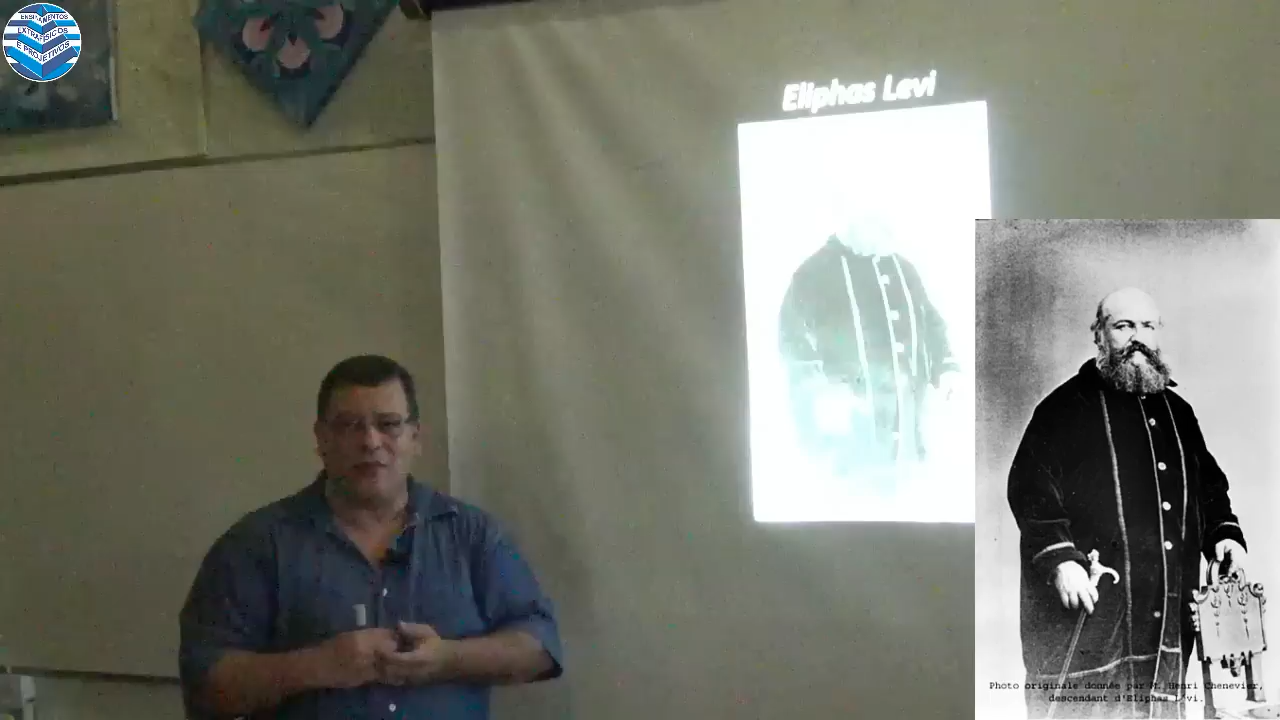 ENSINAMENTOS
EXTRAFÍSICOS
E PROJETIVOS
Eliphas Levi
Photo originale donnée par M. Henri Chenevier,
descendant d'Eliphas Lévi.